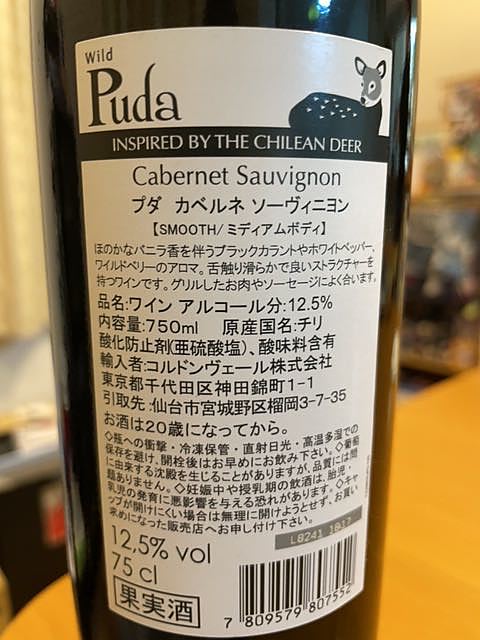 Wild
Puda
INSPIRED BY THE CHILEAN DEER
Cabernet Sauvignon
プダ カベルネ ソーヴィニヨン
【SMOOTH/ミディアムボディ】
ほのかなバニラ香を伴うブラックカラントやホワイトペッパー、
ワイルドベリーのアロマ。舌触り滑らかで良いストラクチャーを
持つワインです。グリルしたお肉やソーセージによく合います。
品名:ワイン アルコール分:12.5%
内容量:750ml 原産国名:チリ
酸化防止剤(亜硫酸塩)、酸味料含有
輸入者:コルドンヴェール株式会社
東京都千代田区神田錦町1-1
引取先:仙台市宮城野区榴岡3-7-35
お酒は20歳になってから。
◇瓶への衝撃・冷凍保管・直射日光・高温多湿での
保存を避け、開栓後はお早めにお飲み下さい。◇葡萄
に由来する沈殿を生じることがありますが、品質には問
題ありません。◇妊娠中や授乳期の飲酒は、胎児・
乳児の発育に悪影響を与える恐れがあります。◇キャ
ップが開けにくい場合は無理に開けようとせず、お買い
求めになった販売店へお申し付け下さい。
12,5% vol
75 cl
果実酒
7 809579 807552